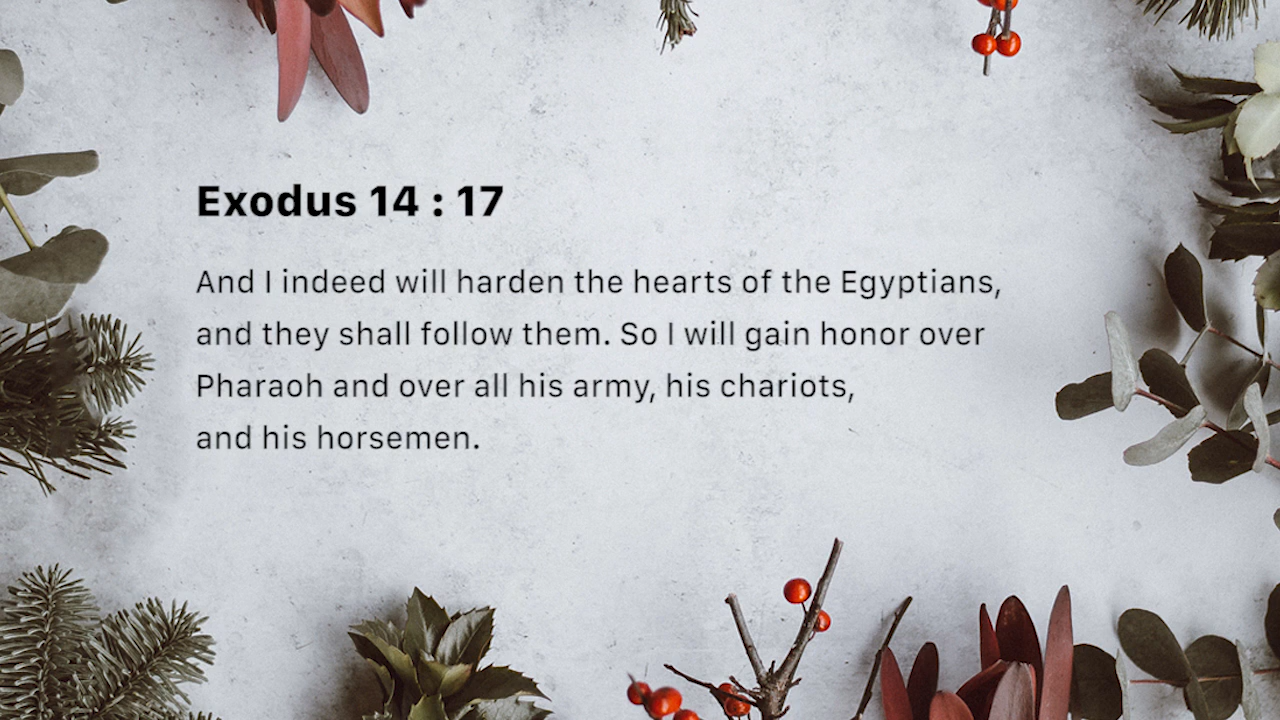 Exodus 14 : 17
And I indeed will harden the hearts of the Egyptians,
and they shall follow them. So I will gain honor over
Pharaoh and over all his army, his chariots,
and his horsemen.